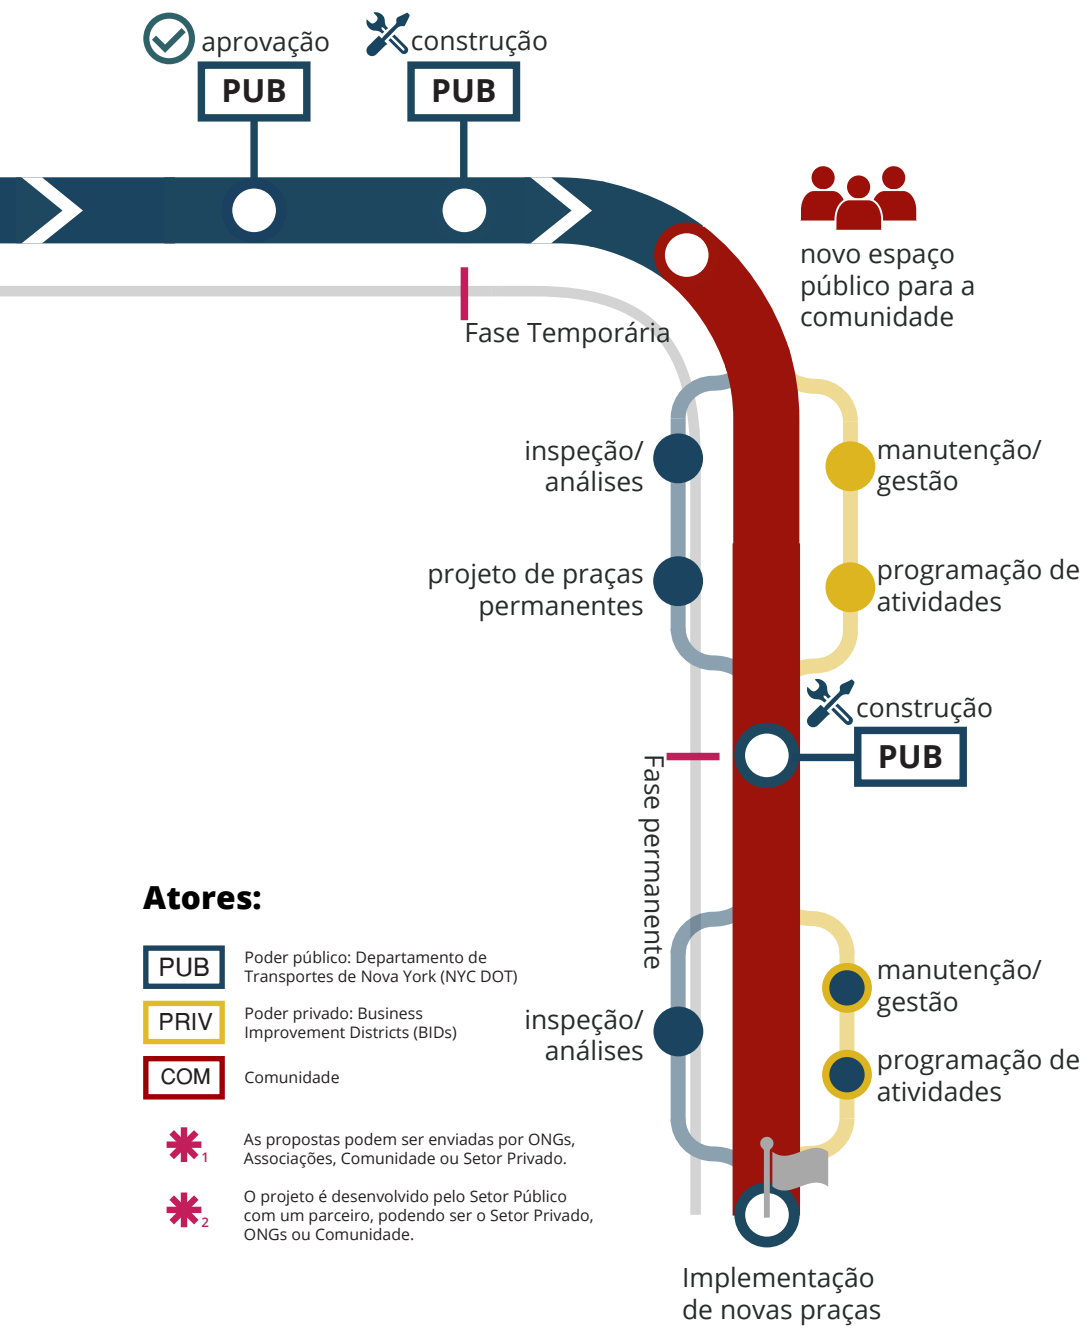 aprovação
construção
PUB
PUB
novo espaço
público para a
comunidade
Fase Temporária
inspeção/
análises
manutenção/
gestão
projeto de praças
permanentes
programação de
atividades
construção
PUB
Fase permanente
inspeção/
análises
manutenção/
gestão
programação de
atividades
Atores:
PUB
Poder público: Departamento de
Transportes de Nova York (NYC DOT)
PRIV
Poder privado: Business
Improvement Districts (BIDs)
COM
Comunidade
1
As propostas podem ser enviadas por ONGs,
Associações, Comunidade ou Setor Privado.
2
O projeto é desenvolvido pelo Setor Público
com um parceiro, podendo ser o Setor Privado,
ONGs ou Comunidade.
Implementação
de novas praças